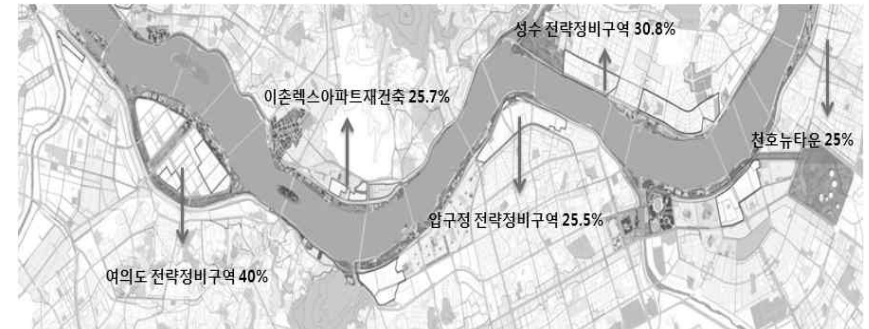 성수 전략정비구역 30.8%
이촌렉스아파트재건축 25.7%
천호뉴타운 25%
압구정 전략정비구역 25.5%
여의도 전략정비구역 40%